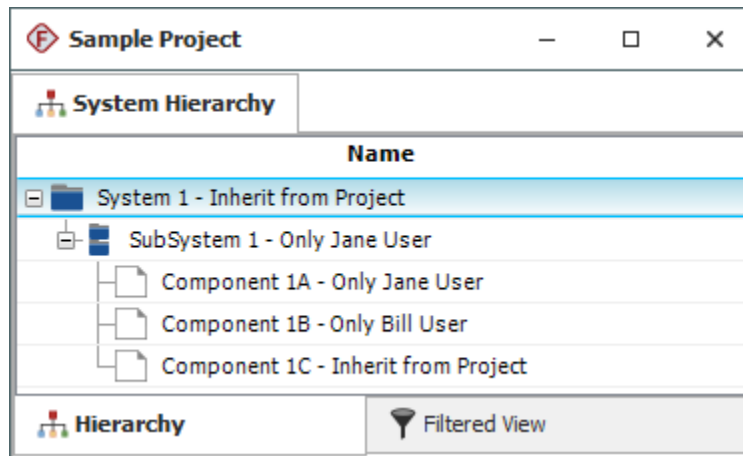 Sample Project
System Hierarchy
Name
System 1 - Inherit from Project
SubSystem 1 - Only Jane User
Component 1A - Only Jane User
Component 1B - Only Bill User
Component 1C - Inherit from Project
Hierarchy
Filtered View